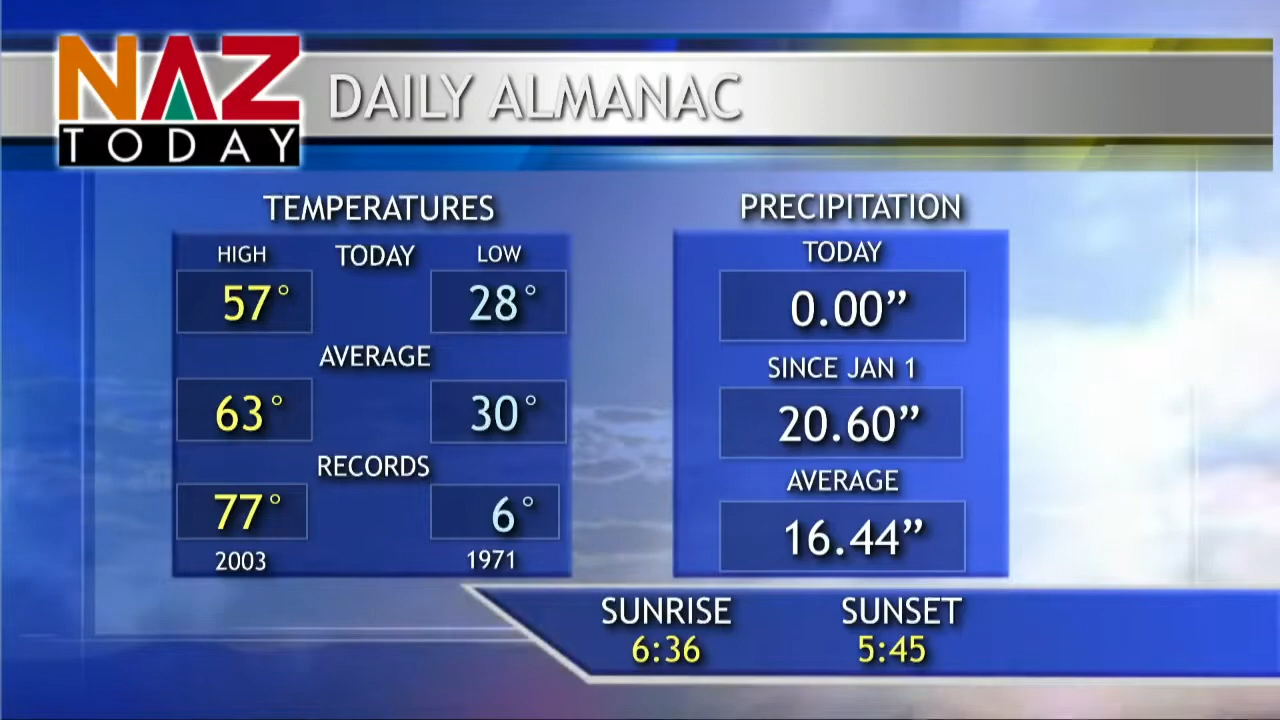 NAZ
TODAY
DAILY ALMANAC
TEMPERATURES
HIGH TODAY LOW
57° 28°
AVERAGE
63° 30°
RECORDS
77° 6°
2003 1971
PRECIPITATION
TODAY
0.00”
SINCE JAN 1
20.60”
AVERAGE
16.44”
SUNRISE SUNSET
6:36 5:45